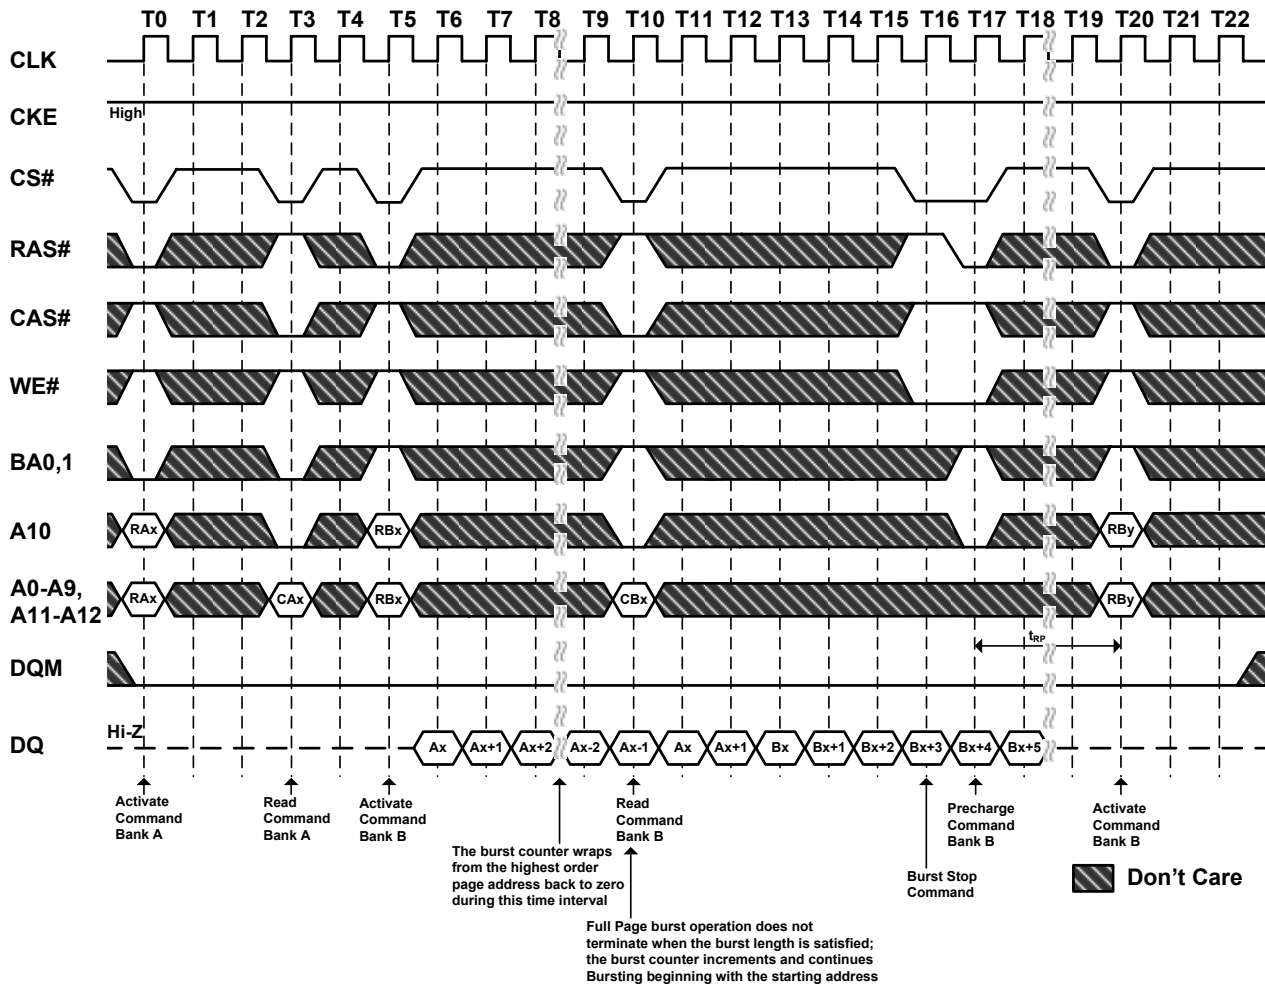 T0 T1 T2 T3 T4 T5 T6 T7 T8 T9 T10 T11 T12 T13 T14 T15 T16 T17 T18 T19 T20 T21 T22
CLK
CKE
High
CS#
RAS#
CAS#
WE#
BA0,1
A10
RAx RBx RBy
A0-A9,
A11-A12
RAx CAx RBx CBx RBy
tRP
DQM
Hi-Z
DQ
Ax Ax+1 Ax+2 Ax-2 Ax-1 Ax Ax+1 Bx Bx+1 Bx+2 Bx+3 Bx+4 Bx+5
Activate
Command
Bank A
Read
Command
Bank A
Activate
Command
Bank B
The burst counter wraps
from the highest order
page address back to zero
during this time interval
Read
Command
Bank B
Full Page burst operation does not
terminate when the burst length is satisfied;
the burst counter increments and continues
Bursting beginning with the starting address
Burst Stop
Command
Precharge
Command
Bank B
Activate
Command
Bank B
Don't Care